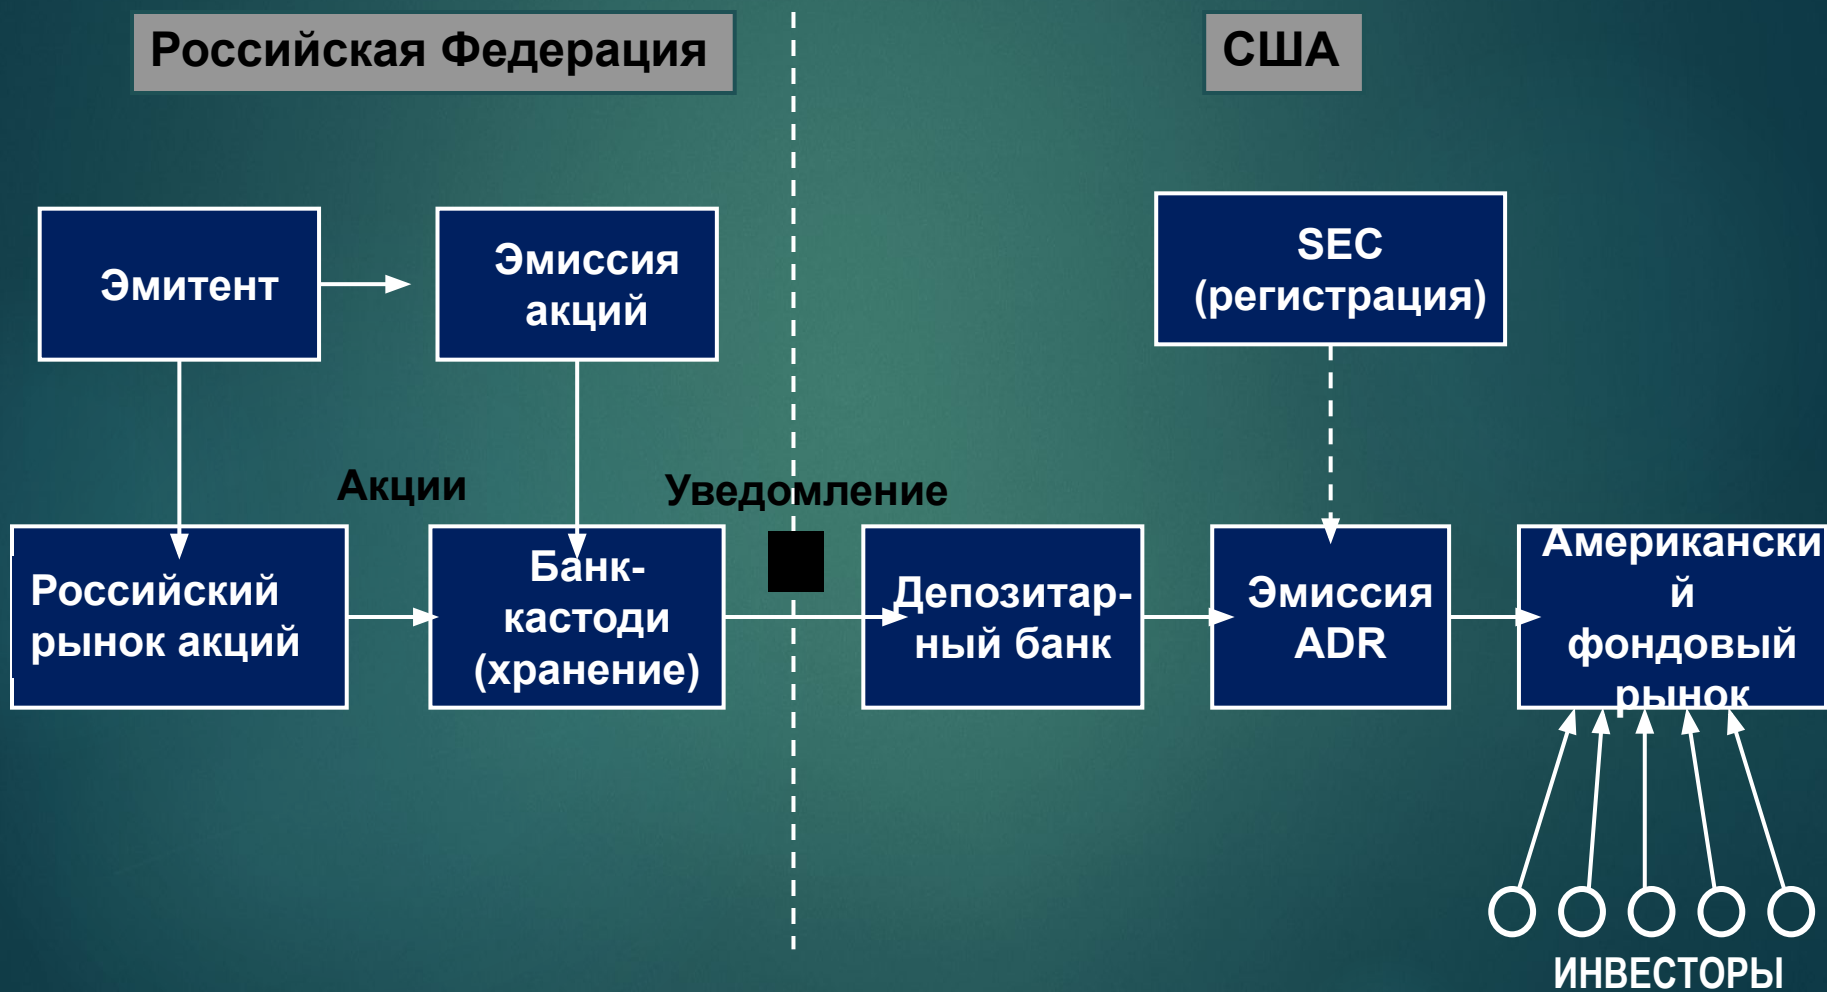 Российская Федерация
США
Эмитент
Эмиссия
акций
SEC
(регистрация)
Акции
Уведомление
Российский
рынок акций
Банк-
кастоди
(хранение)
Депозитар-
ный банк
Эмиссия
ADR
Американски
й
фондовый
рынок
ИНВЕСТОРЫ